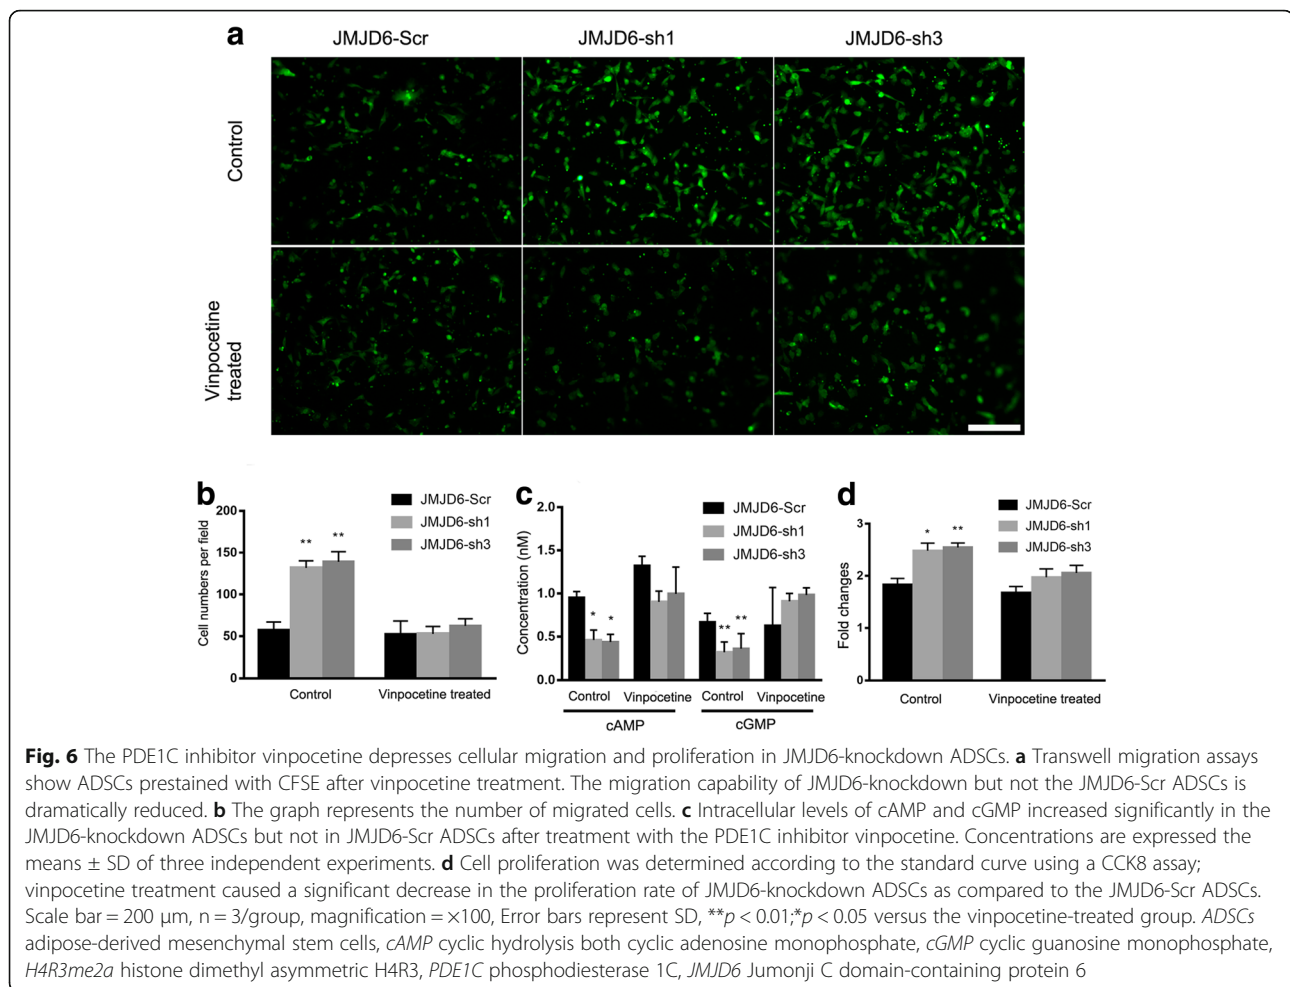 a
JMJD6-Scr
JMJD6-sh1
JMJD6-sh3
Control
Vinpocetine
treated
b
JMJD6-Scr
JMJD6-sh1
JMJD6-sh3
Cell numbers per field
200
150
100
50
0
**
**
Control
Vinpocetine treated
c
JMJD6-Scr
JMJD6-sh1
JMJD6-sh3
Concentration (nM)
2.0
1.5
1.0
0.5
0.0
*
*
**
**
Control
Vinpocetine
Control
Vinpocetine
cAMP
cGMP
d
JMJD6-Scr
JMJD6-sh1
JMJD6-sh3
Fold changes
3
2
1
0
*
**
Control
Vinpocetine treated
Fig. 6 The PDE1C inhibitor vinpocetine depresses cellular migration and proliferation in JMJD6-knockdown ADSCs. a Transwell migration assays
show ADSCs prestained with CFSE after vinpocetine treatment. The migration capability of JMJD6-knockdown but not the JMJD6-Scr ADSCs is
dramatically reduced. b The graph represents the number of migrated cells. c Intracellular levels of cAMP and cGMP increased significantly in the
JMJD6-knockdown ADSCs but not in JMJD6-Scr ADSCs after treatment with the PDE1C inhibitor vinpocetine. Concentrations are expressed the
means ± SD of three independent experiments. d Cell proliferation was determined according to the standard curve using a CCK8 assay;
vinpocetine treatment caused a significant decrease in the proliferation rate of JMJD6-knockdown ADSCs as compared to the JMJD6-Scr ADSCs.
Scale bar = 200 μm, n = 3/group, magnification = ×100, Error bars represent SD, **p < 0.01;*p < 0.05 versus the vinpocetine-treated group. ADSCs
adipose-derived mesenchymal stem cells, cAMP cyclic hydrolysis both cyclic adenosine monophosphate, cGMP cyclic guanosine monophosphate,
H4R3me2a histone dimethyl asymmetric H4R3, PDE1C phosphodiesterase 1C, JMJD6 Jumonji C domain-containing protein 6